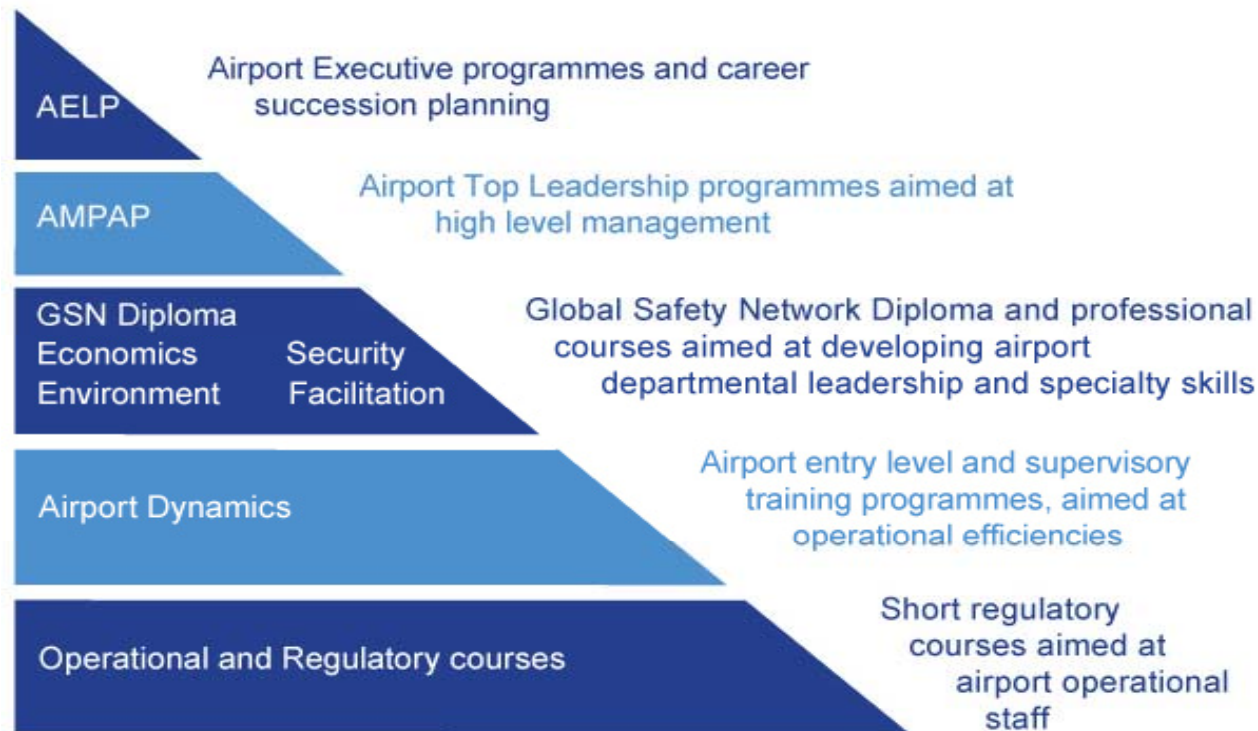 AELP
Airport Executive programmes and career
succession planning
AMPAP
Airport Top Leadership programmes aimed at
high level management
GSN Diploma
Economics Security
Environment Facilitation
Global Safety Network Diploma and professional
courses aimed at developing airport
departmental leadership and specialty skills
Airport Dynamics
Airport entry level and supervisory
training programmes, aimed at
operational efficiencies
Operational and Regulatory courses
Short regulatory
courses aimed at
airport operational
staff